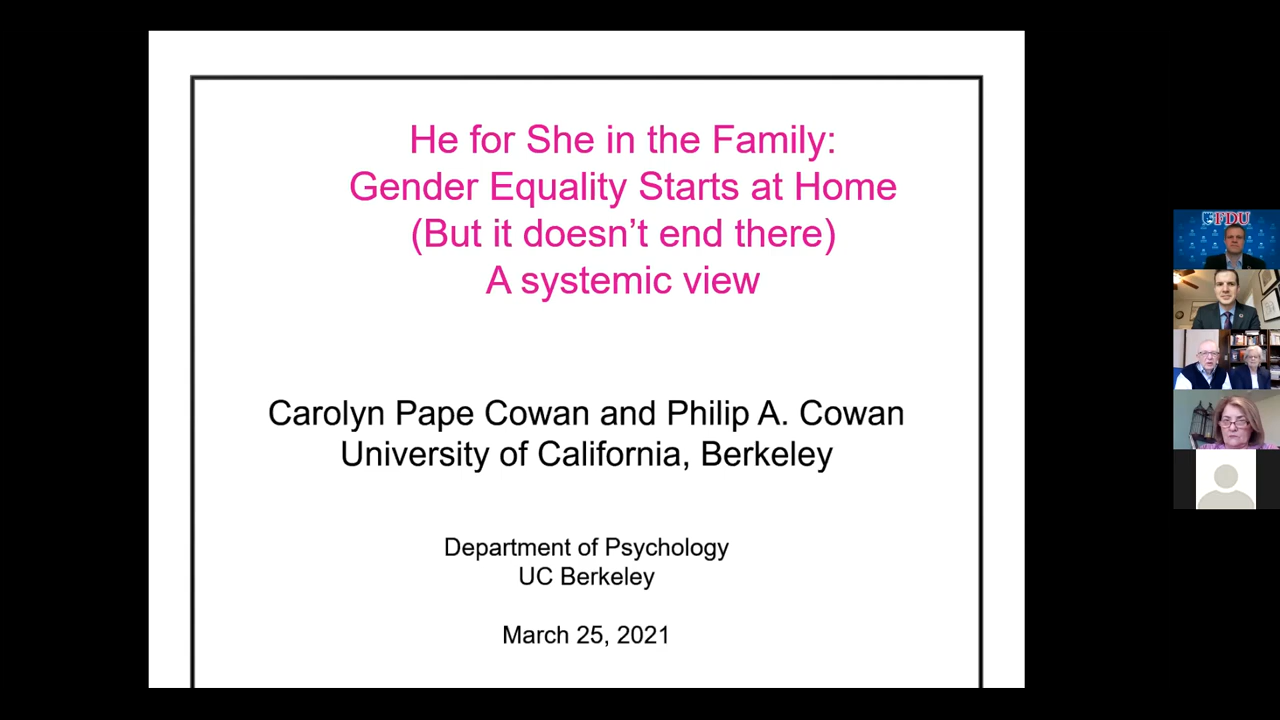 He for She in the Family:
Gender Equality Starts at Home
(But it doesn’t end there)
A systemic view
Carolyn Pape Cowan and Philip A. Cowan
University of California, Berkeley
Department of Psychology
UC Berkeley
March 25, 2021
FDU